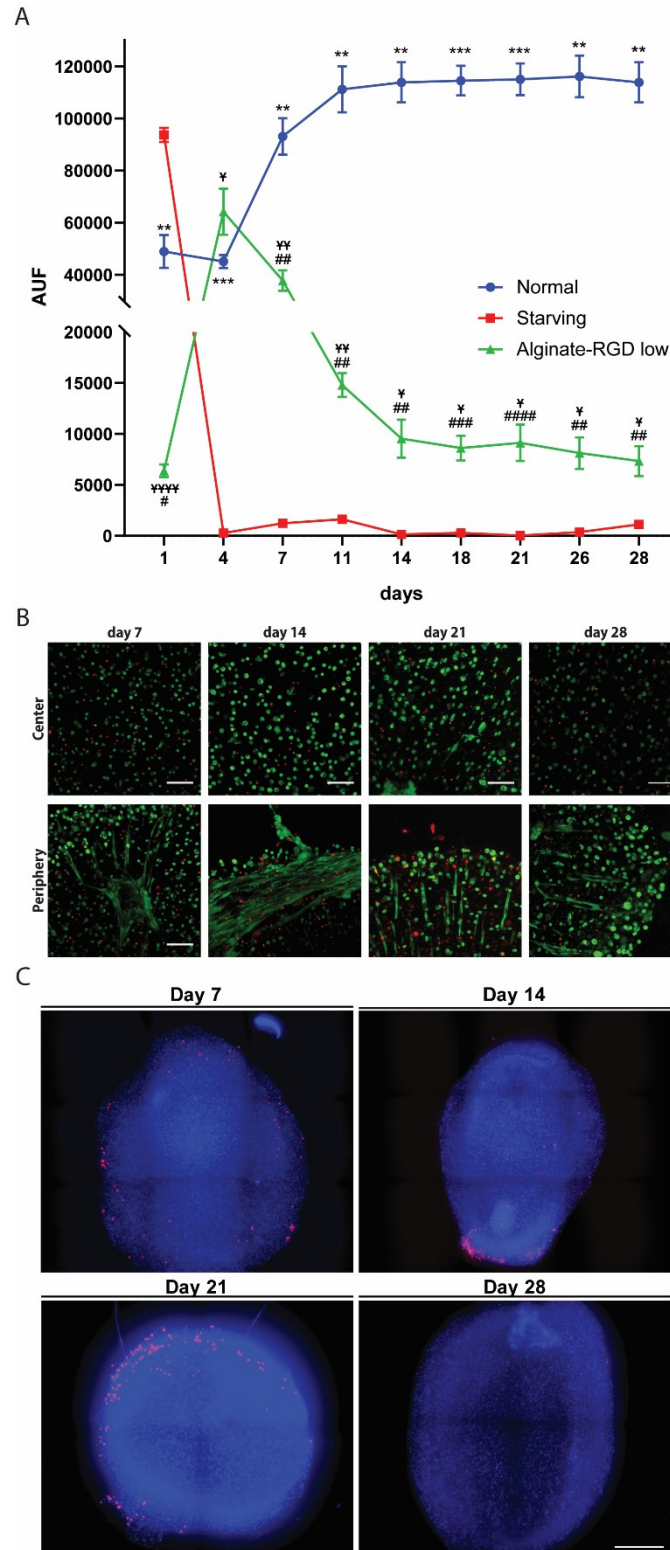 A
120000
100000
80000
60000
40000
20000
15000
10000
5000
0
AUF
** ** *** *** ** **
**
**
***
¥
¥¥
##
¥¥
##
¥
##
¥
###
¥
####
¥
##
¥
##
¥¥¥¥
#
Normal
Starving
Alginate-RGD low
1 4 7 11 14 18 21 26 28
days
B
day 7 day 14 day 21 day 28
Center
Periphery
C
Day 7 Day 14
Day 21 Day 28